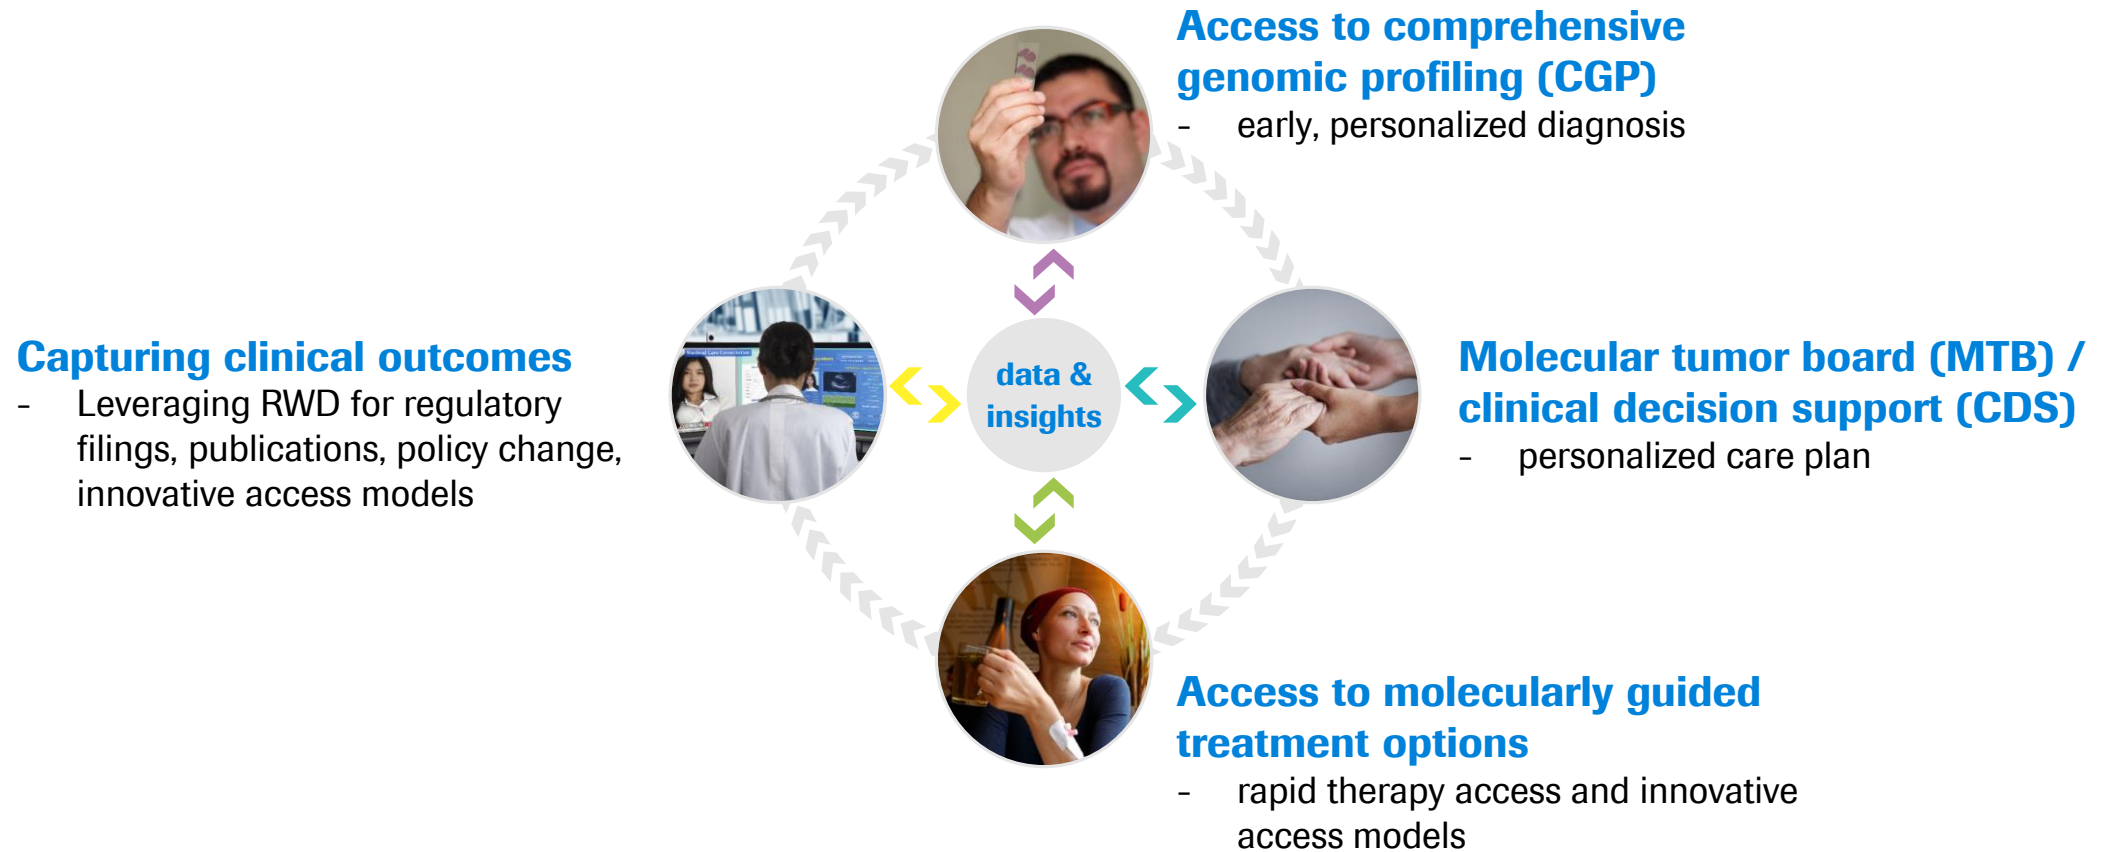 Access to comprehensive
genomic profiling (CGP)
- early, personalized diagnosis
Capturing clinical outcomes
- Leveraging RWD for regulatory
filings, publications, policy change,
innovative access models
data &
insights
Molecular tumor board (MTB) /
clinical decision support (CDS)
- personalized care plan
Access to molecularly guided
treatment options
- rapid therapy access and innovative
access models